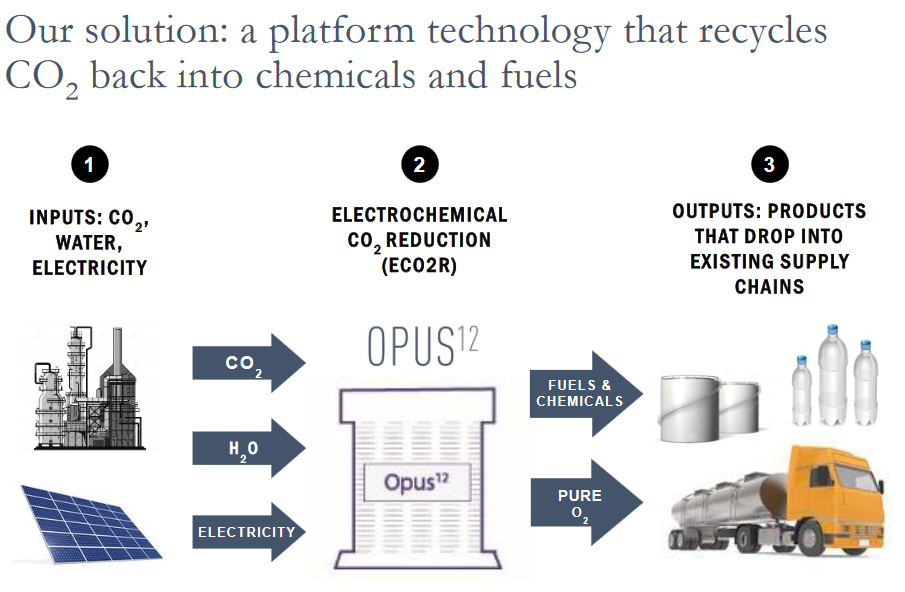 Our solution: a platform technology that recycles
CO₂ back into chemicals and fuels
1
INPUTS: CO₂,
WATER,
ELECTRICITY
2
ELECTROCHEMICAL
CO₂ REDUCTION
(ECO2R)
3
OUTPUTS: PRODUCTS
THAT DROP INTO
EXISTING SUPPLY
CHAINS
CO₂
H₂O
ELECTRICITY
OPUS¹²
Opus¹²
FUELS &
CHEMICALS
PURE
O₂